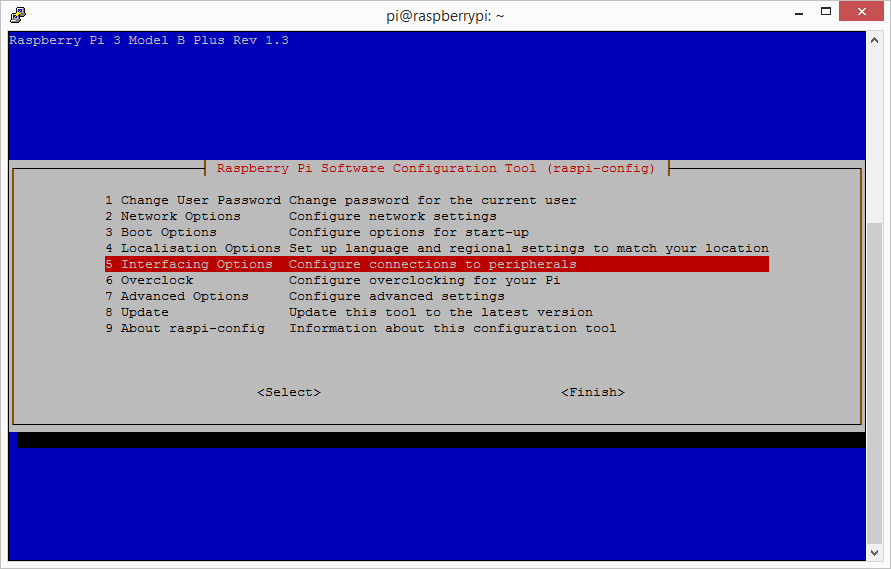 pi@raspberrypi: ~
Raspberry Pi 3 Model B Plus Rev 1.3
Raspberry Pi Software Configuration Tool (raspi-config)
1 Change User Password Change password for the current user
2 Network Options      Configure network settings
3 Boot Options         Configure options for start-up
4 Localisation Options Set up language and regional settings to match your location
5 Interfacing Options  Configure connections to peripherals
6 Overclock            Configure overclocking for your Pi
7 Advanced Options     Configure advanced settings
8 Update               Update this tool to the latest version
9 About raspi-config   Information about this configuration tool
<Select>                              <Finish>